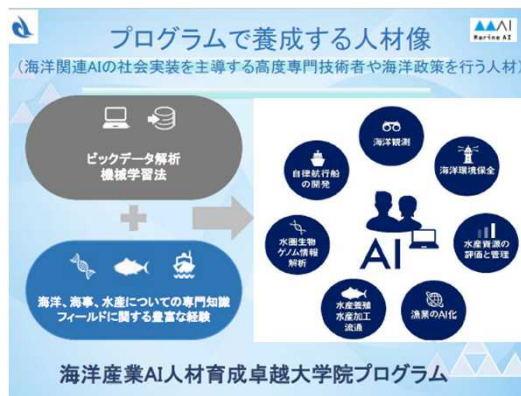 AAAI
Marine AI
プログラムで養成する人材像
(海洋関連AIの社会実装を主導する高度専門技術者や海洋政策を行う人材)
ビックデータ解析
機械学習法
海洋、海事、水産についての専門知識
フィールドに関する豊富な経験
海洋観測
海洋環境保全
水産資源の
評価と管理
漁業のAI化
水産養殖
水産加工
流通
水圏生物
ゲノム情報
解析
自律航行船
の開発
AI
海洋産業AI人材育成卓越大学院プログラム